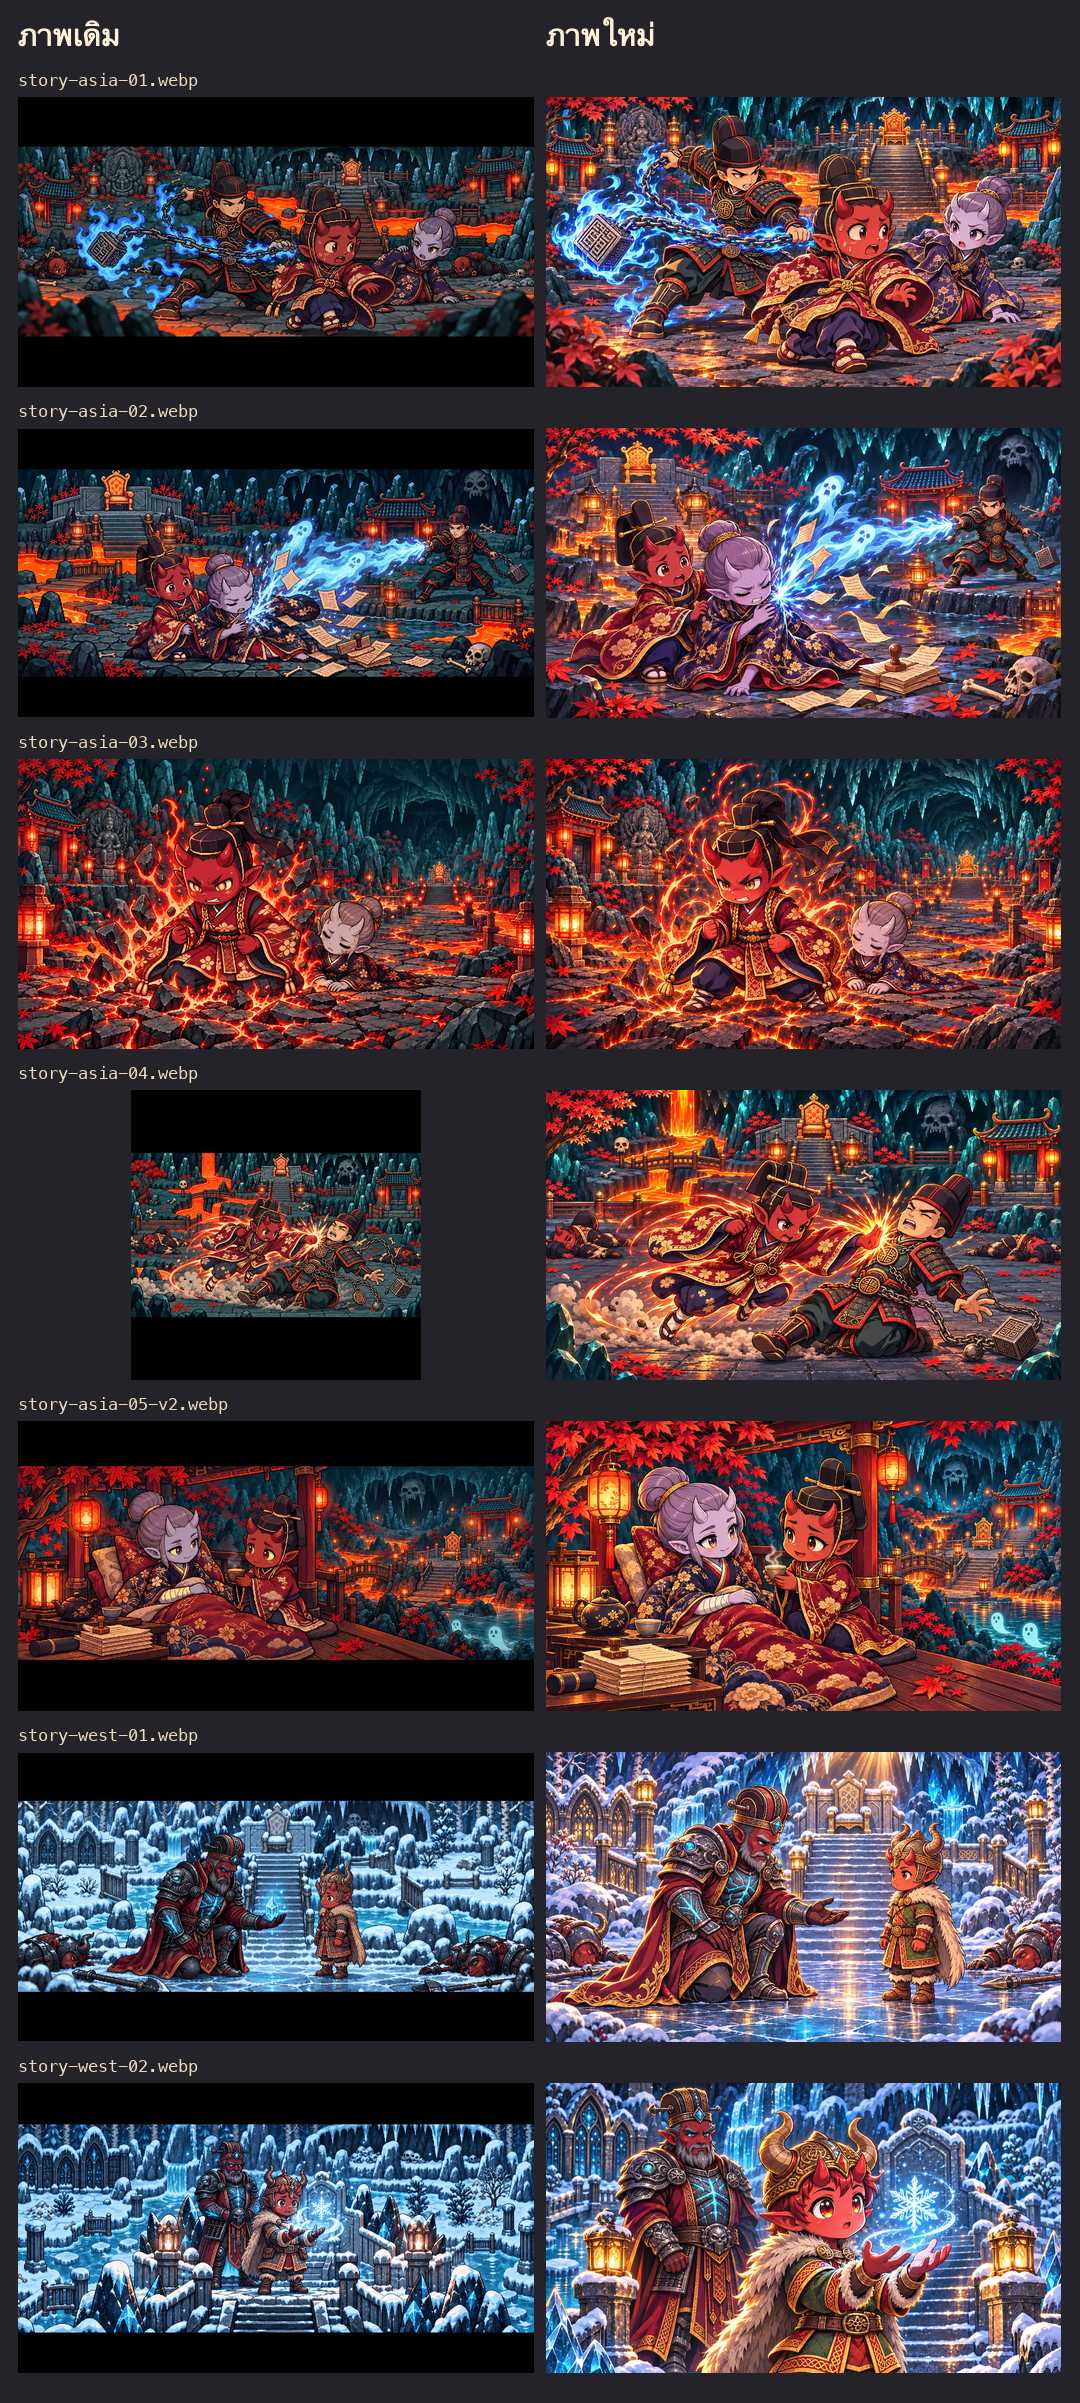 ภาพเดิม
ภาพใหม่
story-asia-01.webp
story-asia-02.webp
story-asia-03.webp
story-asia-04.webp
story-asia-05-v2.webp
story-west-01.webp
story-west-02.webp